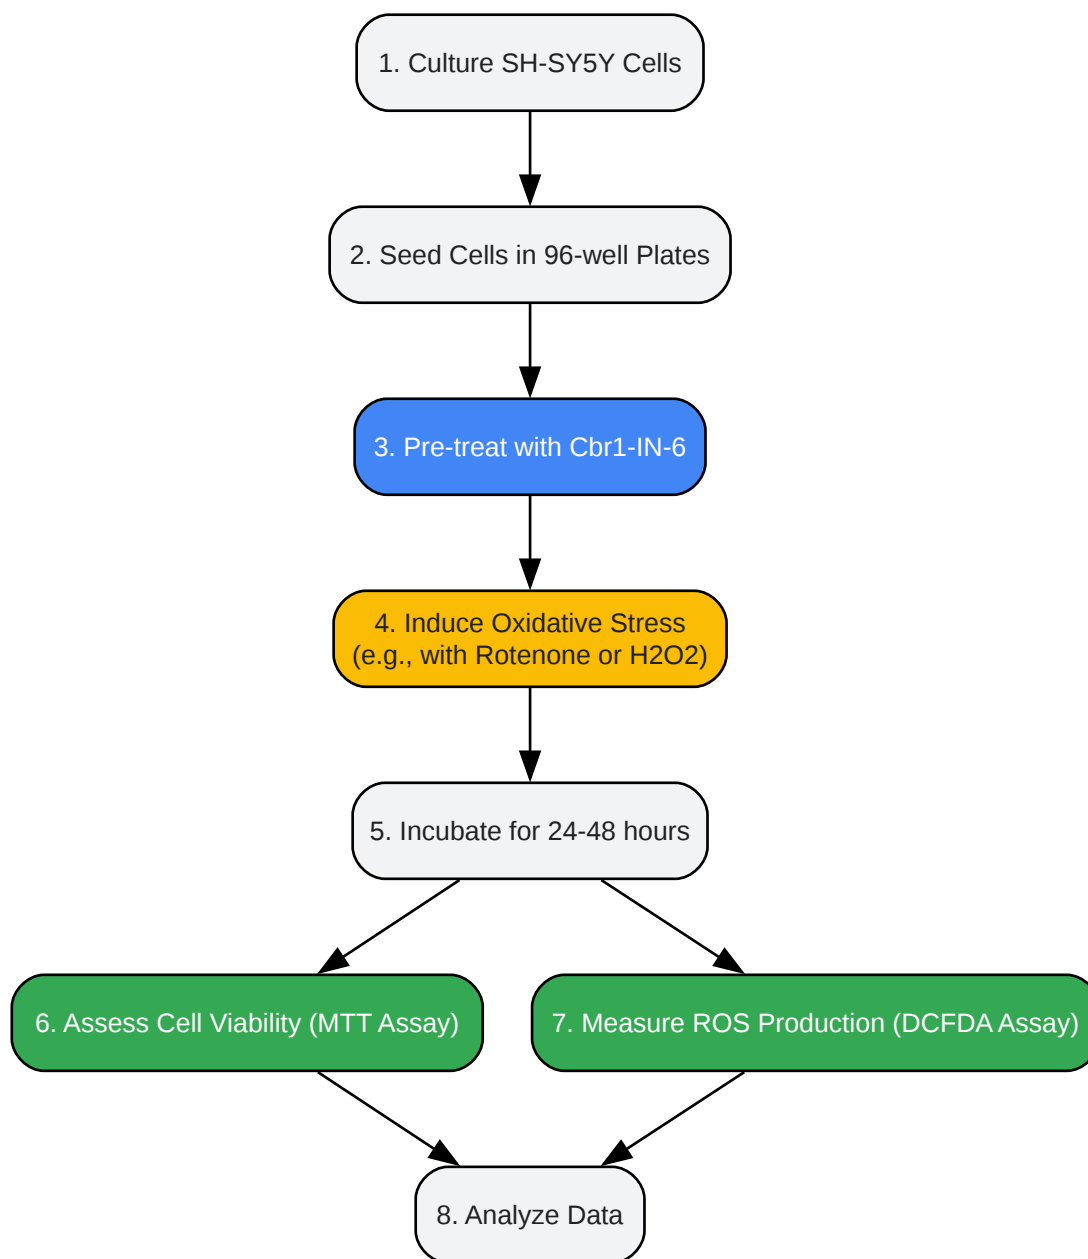 1. Culture SH-SY5Y Cells
2. Seed Cells in 96-well Plates
3. Pre-treat with Cbr1-IN-6
4. Induce Oxidative Stress
(e.g., with Rotenone or H2O2)
5. Incubate for 24-48 hours
6. Assess Cell Viability (MTT Assay)
7. Measure ROS Production (DCFDA Assay)
8. Analyze Data